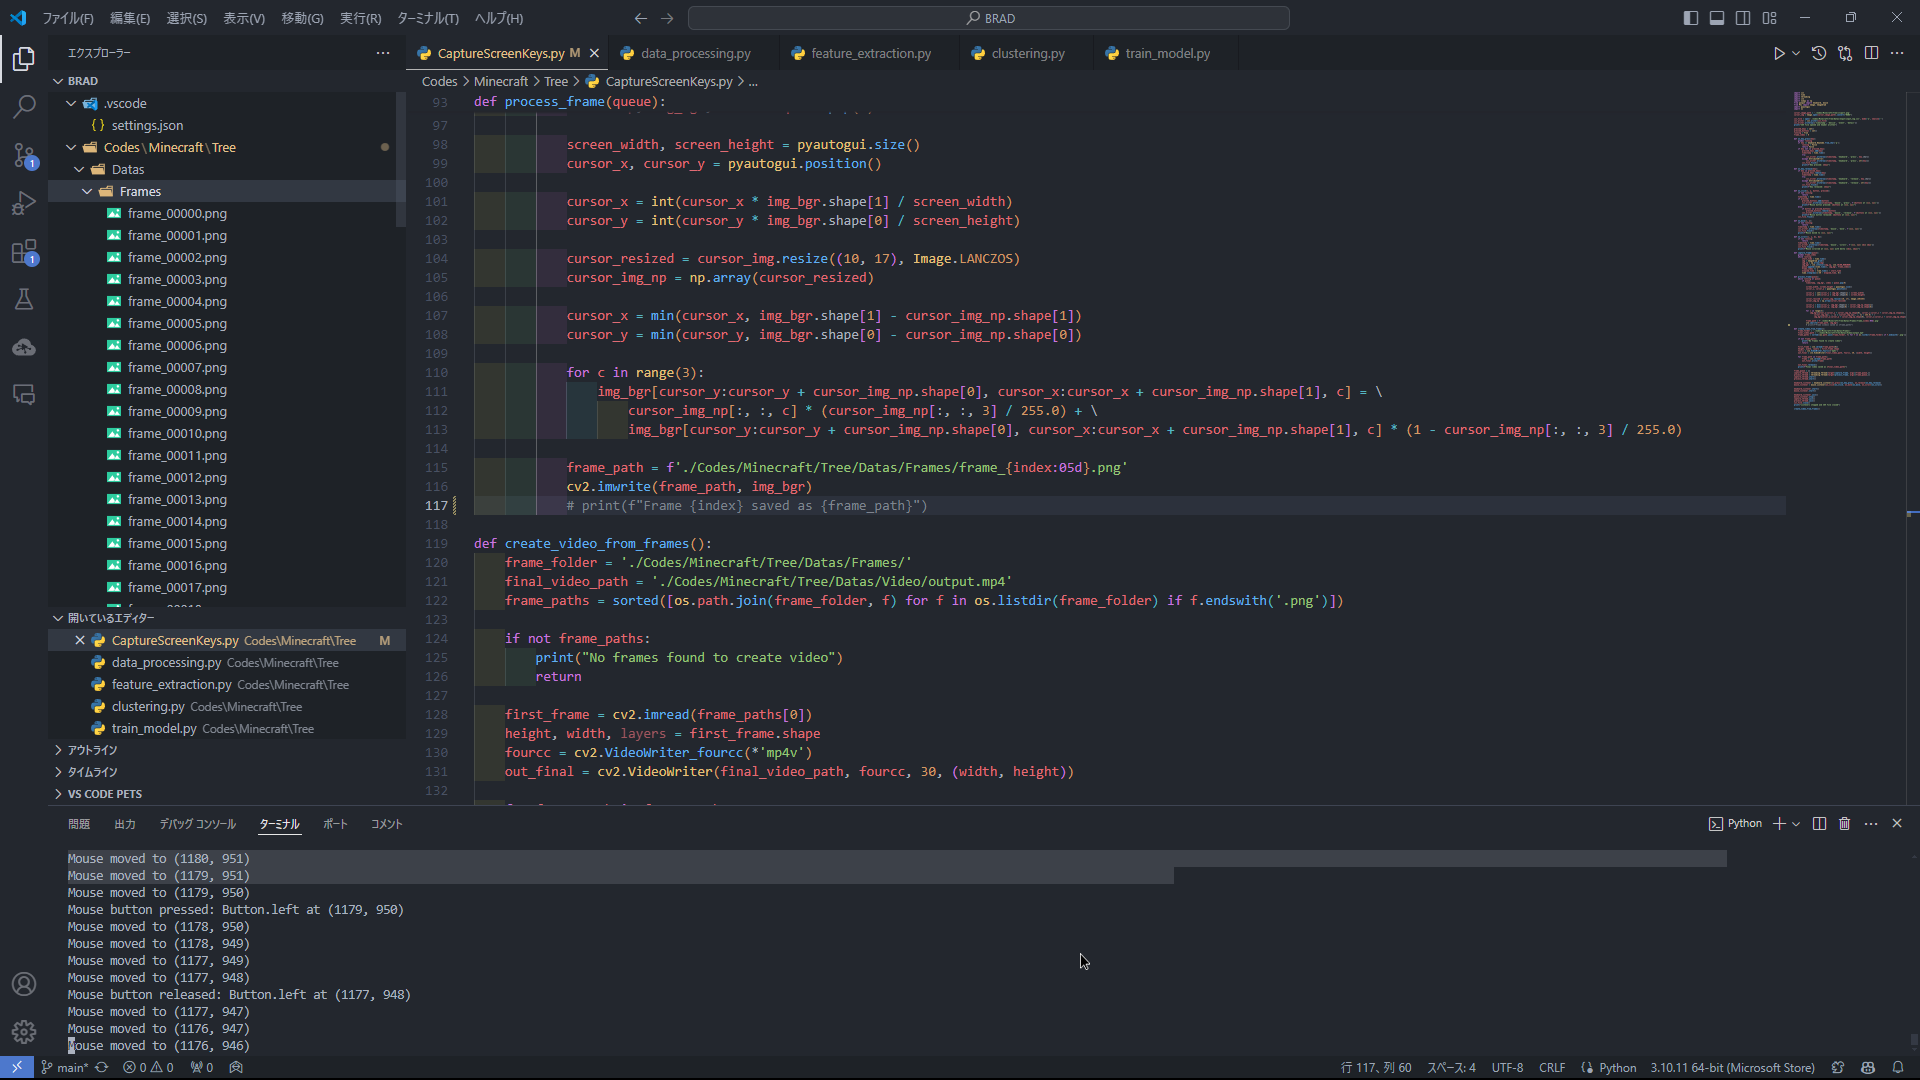 ファイル(F) 編集(E) 選択(S) 表示(V) 移動(G) 実行(R) ターミナル(T) ヘルプ(H)
BRAD
エクスプローラー
CaptureScreenKeys.py M
data_processing.py
feature_extraction.py
clustering.py
train_model.py
BRAD
.vscode
settings.json
Codes\Minecraft\Tree
Datas
Frames
frame_00000.png
frame_00001.png
frame_00002.png
frame_00003.png
frame_00004.png
frame_00005.png
frame_00006.png
frame_00007.png
frame_00008.png
frame_00009.png
frame_00010.png
frame_00011.png
frame_00012.png
frame_00013.png
frame_00014.png
frame_00015.png
frame_00016.png
frame_00017.png
開いているエディター
CaptureScreenKeys.py Codes\Minecraft\Tree M
data_processing.py Codes\Minecraft\Tree
feature_extraction.py Codes\Minecraft\Tree
clustering.py Codes\Minecraft\Tree
train_model.py Codes\Minecraft\Tree
アウトライン
タイムライン
VS CODE PETS
1
1
Codes > Minecraft > Tree > CaptureScreenKeys.py > ...
93 def process_frame(queue):
97
98 screen_width, screen_height = pyautogui.size()
99 cursor_x, cursor_y = pyautogui.position()
100
101 cursor_x = int(cursor_x * img_bgr.shape[1] / screen_width)
102 cursor_y = int(cursor_y * img_bgr.shape[0] / screen_height)
103
104 cursor_resized = cursor_img.resize((10, 17), Image.LANCZOS)
105 cursor_img_np = np.array(cursor_resized)
106
107 cursor_x = min(cursor_x, img_bgr.shape[1] - cursor_img_np.shape[1])
108 cursor_y = min(cursor_y, img_bgr.shape[0] - cursor_img_np.shape[0])
109
110 for c in range(3):
111 img_bgr[cursor_y:cursor_y + cursor_img_np.shape[0], cursor_x:cursor_x + cursor_img_np.shape[1], c] = \
112 cursor_img_np[:, :, c] * (cursor_img_np[:, :, 3] / 255.0) + \
113 img_bgr[cursor_y:cursor_y + cursor_img_np.shape[0], cursor_x:cursor_x + cursor_img_np.shape[1], c] * (1 - cursor_img_np[:, :, 3] / 255.0)
114
115 frame_path = f'./Codes/Minecraft/Tree/Datas/Frames/frame_{index:05d}.png'
116 cv2.imwrite(frame_path, img_bgr)
117 # print(f"Frame {index} saved as {frame_path}")
118
119 def create_video_from_frames():
120 frame_folder = './Codes/Minecraft/Tree/Datas/Frames/'
121 final_video_path = './Codes/Minecraft/Tree/Datas/Video/output.mp4'
122 frame_paths = sorted([os.path.join(frame_folder, f) for f in os.listdir(frame_folder) if f.endswith('.png')])
123
124 if not frame_paths:
125 print("No frames found to create video")
126 return
127
128 first_frame = cv2.imread(frame_paths[0])
129 height, width, layers = first_frame.shape
130 fourcc = cv2.VideoWriter_fourcc(*'mp4v')
131 out_final = cv2.VideoWriter(final_video_path, fourcc, 30, (width, height))
132
問題 出力 デバッグ コンソール ターミナル ポート コメント
Python
Mouse moved to (1180, 951)
Mouse moved to (1179, 951)
Mouse moved to (1179, 950)
Mouse button pressed: Button.left at (1179, 950)
Mouse moved to (1178, 950)
Mouse moved to (1178, 949)
Mouse moved to (1177, 949)
Mouse moved to (1177, 948)
Mouse button released: Button.left at (1177, 948)
Mouse moved to (1177, 947)
Mouse moved to (1176, 947)
Mouse moved to (1176, 946)
main* 0 0 0
行 117、列 60 スペース: 4 UTF-8 CRLF Python 3.10.11 64-bit (Microsoft Store)